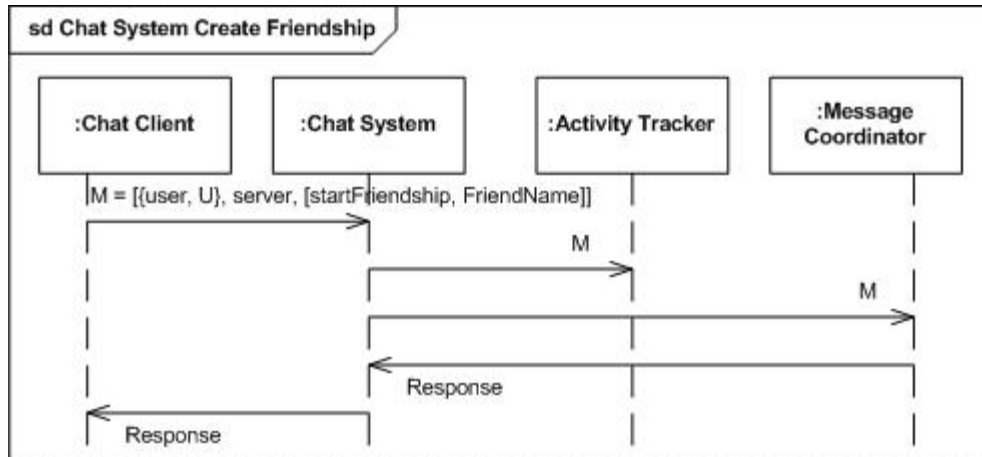 sd Chat System Create Friendship
:Chat Client
:Chat System
:Activity Tracker
:Message
Coordinator
M = [{user, U}, server, [startFriendship, FriendName]]
M
M
Response
Response